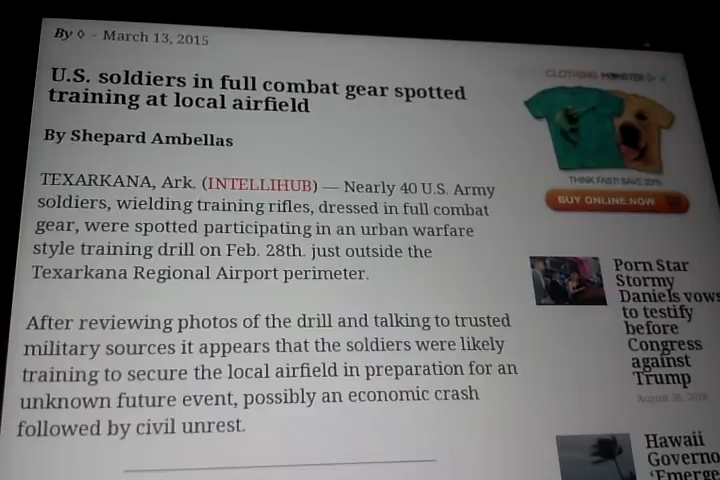 By ◊ - March 13, 2015
U.S. soldiers in full combat gear spotted
training at local airfield
By Shepard Ambellas
TEXARKANA, Ark. (INTELLIHUB) — Nearly 40 U.S. Army
soldiers, wielding training rifles, dressed in full combat
gear, were spotted participating in an urban warfare
style training drill on Feb. 28th. just outside the
Texarkana Regional Airport perimeter.
After reviewing photos of the drill and talking to trusted
military sources it appears that the soldiers were likely
training to secure the local airfield in preparation for an
unknown future event, possibly an economic crash
followed by civil unrest.
CLOTHING MONSTER
THINK FAST! SAVE 20%
BUY ONLINE NOW
Porn Star
Stormy
Daniels vows
to testify
before
Congress
against
Trump
August 26, 2018
Hawaii
Governo
'Emerge